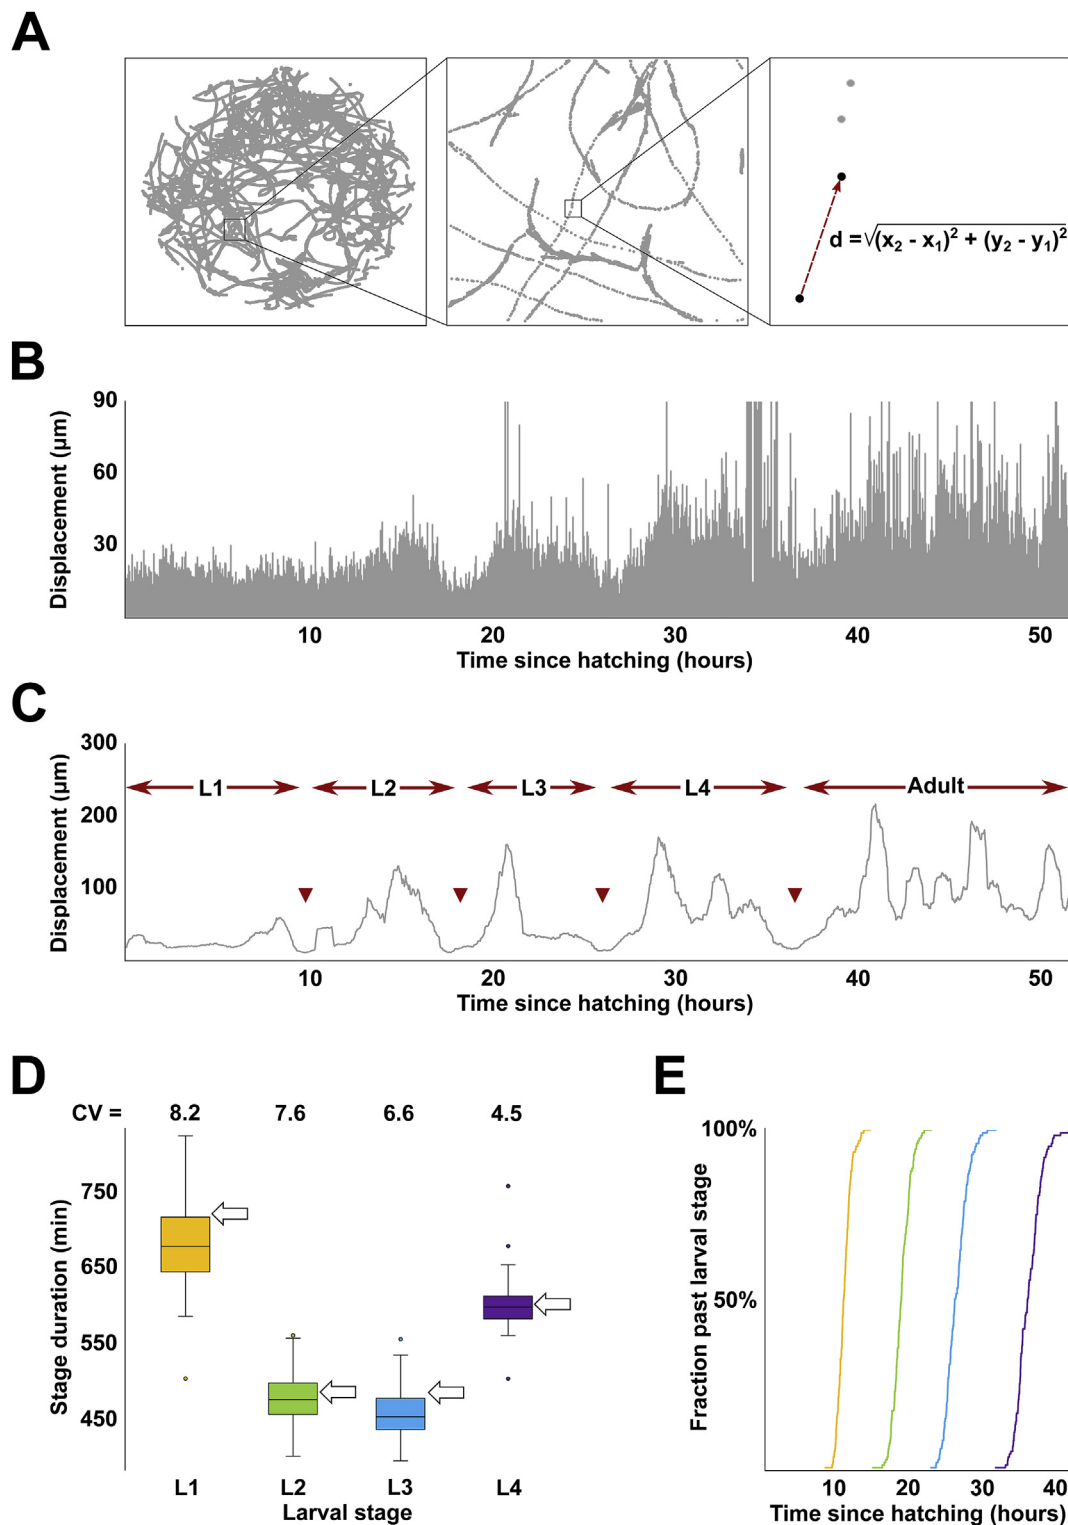 A
d = √(x₂ - x₁)² + (y₂ - y₁)²
B
Displacement (µm)
90
60
30
10 20 30 40 50
Time since hatching (hours)
C
Displacement (µm)
300
200
100
L1 L2 L3 L4 Adult
10 20 30 40 50
Time since hatching (hours)
D
CV = 8.2 7.6 6.6 4.5
Stage duration (min)
750
650
550
450
L1 L2 L3 L4
Larval stage
E
Fraction past larval stage
100%
50%
10 20 30 40
Time since hatching (hours)